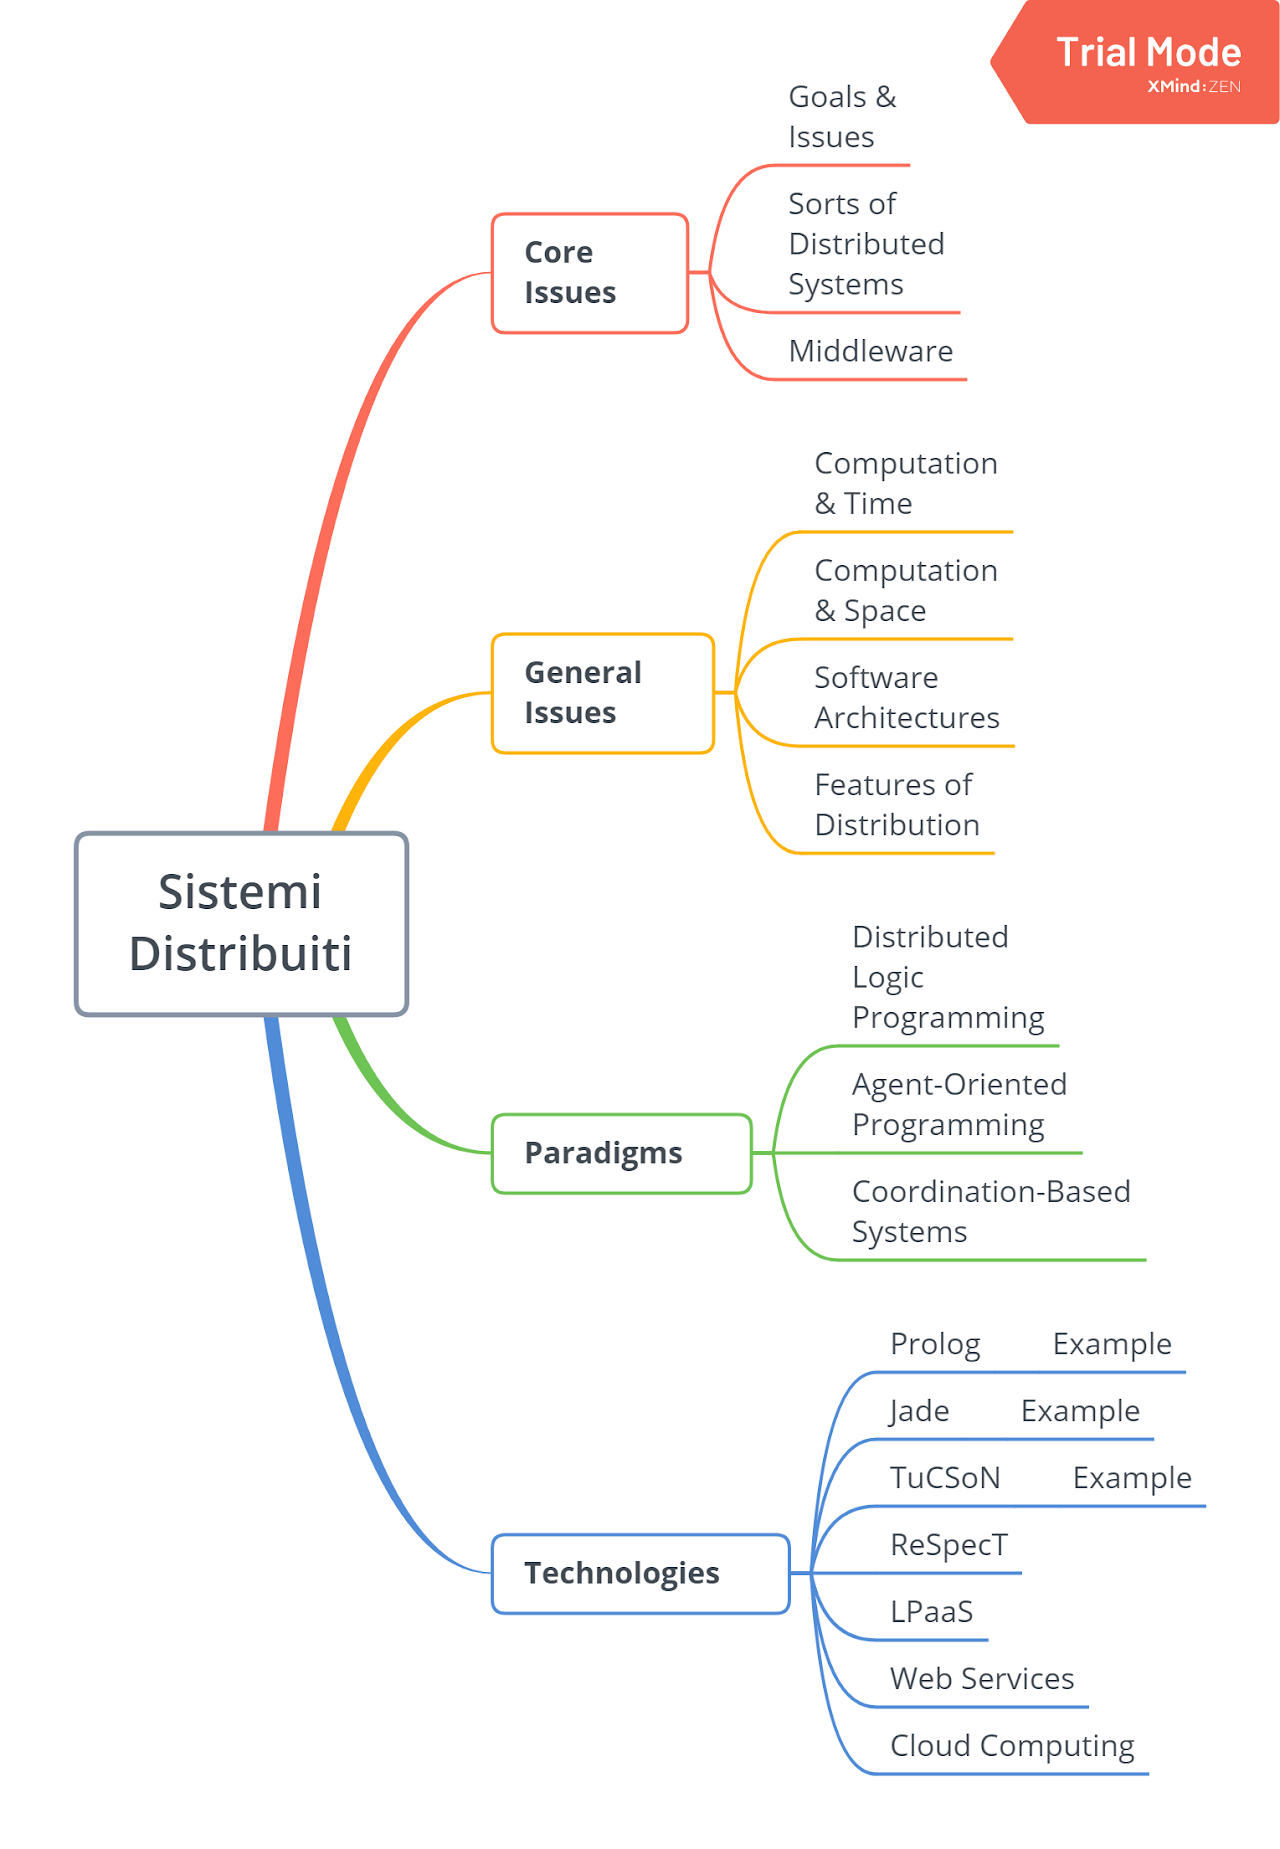 Trial Mode
XMind:ZEN
Goals &
Issues
Sorts of
Distributed
Systems
Middleware
Core
Issues
Computation
& Time
Computation
& Space
Software
Architectures
Features of
Distribution
General
Issues
Sistemi
Distribuiti
Distributed
Logic
Programming
Agent-Oriented
Programming
Coordination-Based
Systems
Paradigms
Prolog Example
Jade Example
TuCSoN Example
ReSpecT
LPaaS
Web Services
Cloud Computing
Technologies